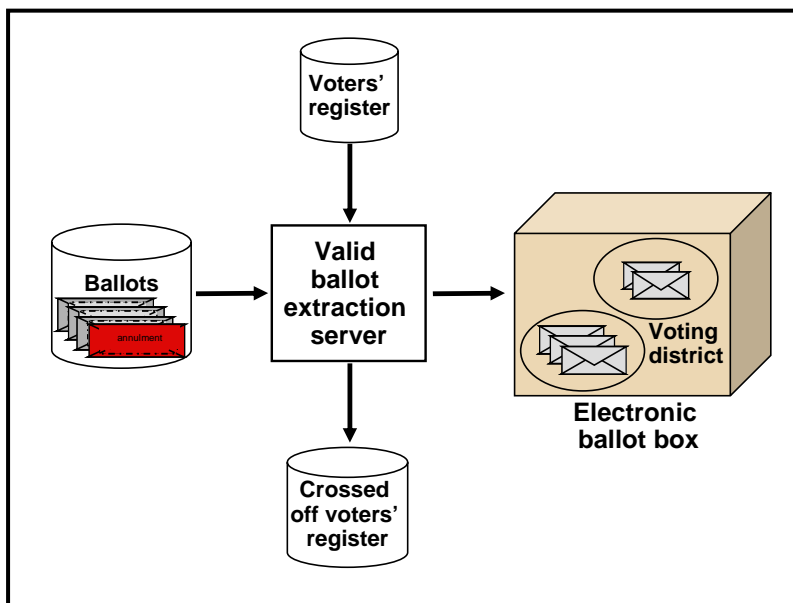 Voters’
register
Ballots
annulment
Valid
ballot
extraction
server
Voting
district
Electronic
ballot box
Crossed
off voters’
register